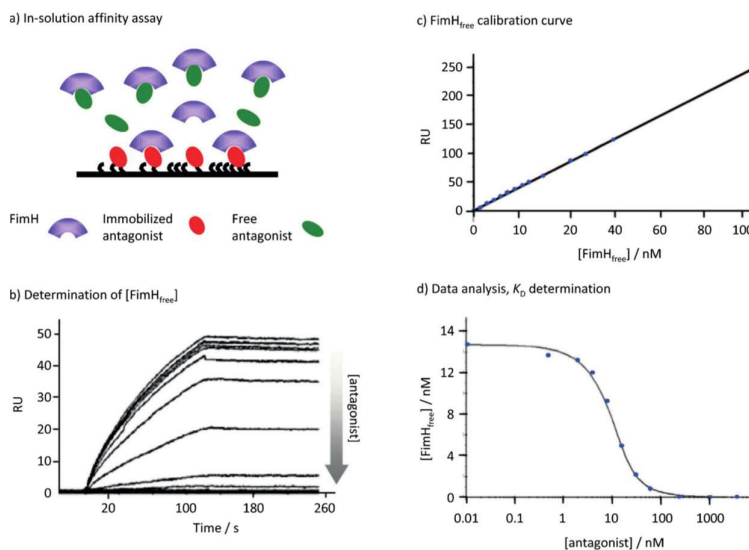 a) In-solution affinity assay
FimH
Immobilized
antagonist
Free
antagonist
b) Determination of [FimHfree]
50
40
30
20
10
0
RU
20
100
180
260
Time / s
[antagonist]
c) FimHfree calibration curve
250
200
150
100
50
0
RU
0
10
20
40
60
80
100
[FimHfree] / nM
d) Data analysis, KD determination
14
12
8
4
0
[FimHfree] / nM
0.01
0.1
1
10
100
1000
[antagonist] / nM